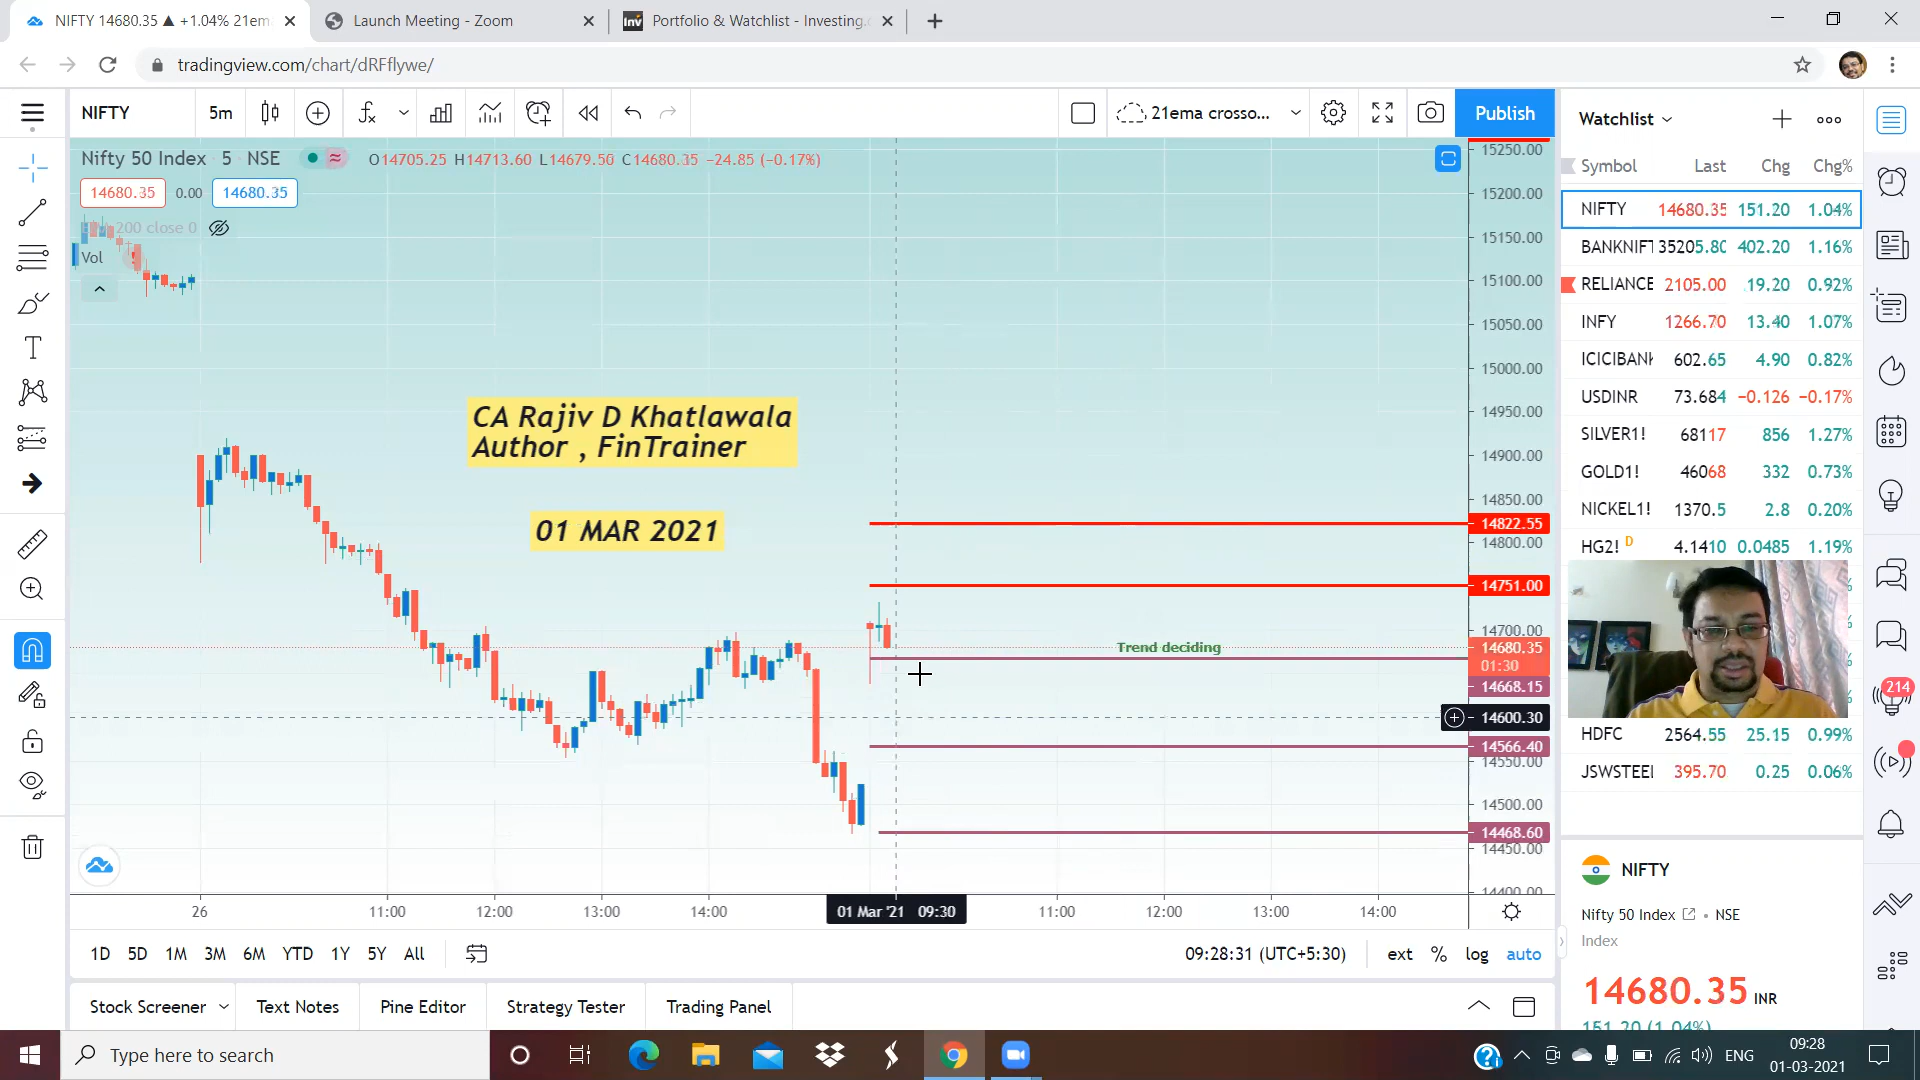 NIFTY 14680.35 ▲ +1.04% 21em
Launch Meeting - Zoom
Inv
Portfolio & Watchlist - Investing.
tradingview.com/chart/dRFflywe/
NIFTY
5m
21ema crosso...
Publish
Nifty 50 Index 5 NSE
O14705.25 H14713.60 L14679.50 C14680.35 −24.85 (−0.17%)
14680.35 0.00 14680.35
200 close 0
Vol
CA Rajiv D Khatlawala
Author , FinTrainer
01 MAR 2021
Trend deciding
15250.00
15200.00
15150.00
15100.00
15050.00
15000.00
14950.00
14900.00
14850.00
14822.55
14800.00
14751.00
14700.00
14680.35
01:30
14668.15
14600.30
14566.40
14550.00
14500.00
14468.60
14450.00
14400.00
26 11:00 12:00 13:00 14:00 01 Mar '21 09:30 11:00 12:00 13:00 14:00
1D 5D 1M 3M 6M YTD 1Y 5Y All
09:28:31 (UTC+5:30) ext % log auto
Stock Screener Text Notes Pine Editor Strategy Tester Trading Panel
Watchlist
Symbol Last Chg Chg%
NIFTY 14680.35 151.20 1.04%
BANKNIFT 35205.80 402.20 1.16%
RELIANCE 2105.00 19.20 0.92%
INFY 1266.70 13.40 1.07%
ICICIBANK 602.65 4.90 0.82%
USDINR 73.684 −0.126 −0.17%
SILVER1! 68117 856 1.27%
GOLD1! 46068 332 0.73%
NICKEL1! 1370.5 2.8 0.20%
HG2! D 4.1410 0.0485 1.19%
HDFC 2564.55 25.15 0.99%
JSWSTEEL 395.70 0.25 0.06%
214
NIFTY
Nifty 50 Index • NSE
Index
14680.35 INR
151.20 (1.04%)
Type here to search
ENG
09:28
01-03-2021